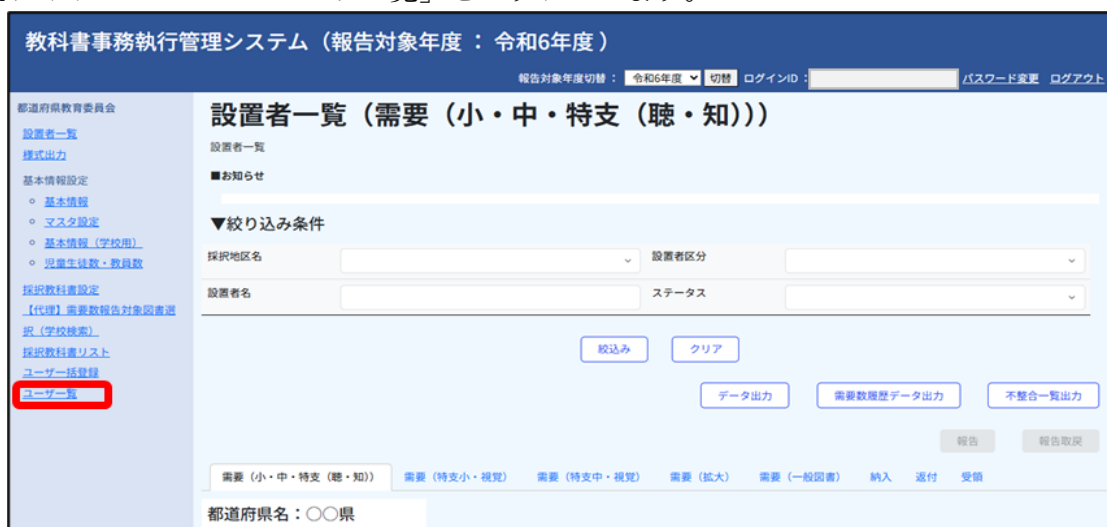 教科書事務執行管理システム（報告対象年度 ： 令和6年度 ）
報告対象年度切替 ： 令和6年度 切替 ログインID ： パスワード変更 ログアウト
都道府県教育委員会
設置者一覧
様式出力
基本情報設定
基本情報
マスタ設定
基本情報（学校用）
児童生徒数・教員数
採択教科書設定
【代理】需要数報告対象図書選
択（学校検索）
採択教科書リスト
ユーザ一括登録
ユーザ一覧
設置者一覧（需要（小・中・特支（聴・知）））
設置者一覧
■お知らせ
▼絞り込み条件
採択地区名 設置者区分
設置者名 ステータス
絞込み クリア
データ出力 需要数履歴データ出力 不整合一覧出力
報告 報告取戻
需要（小・中・特支（聴・知）） 需要（特支小・視覚） 需要（特支中・視覚） 需要（拡大） 需要（一般図書） 納入 返付 受領
都道府県名：○○県